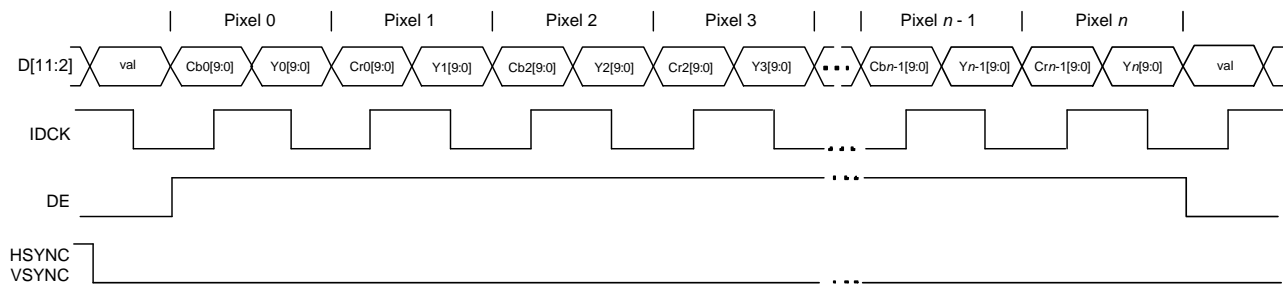 Pixel 0 Pixel 1 Pixel 2 Pixel 3 Pixel n - 1 Pixel n
D[11:2] val Cb0[9:0] Y0[9:0] Cr0[9:0] Y1[9:0] Cb2[9:0] Y2[9:0] Cr2[9:0] Y3[9:0] Cbn-1[9:0] Yn-1[9:0] Crn-1[9:0] Yn[9:0] val
IDCK
DE
HSYNC
VSYNC